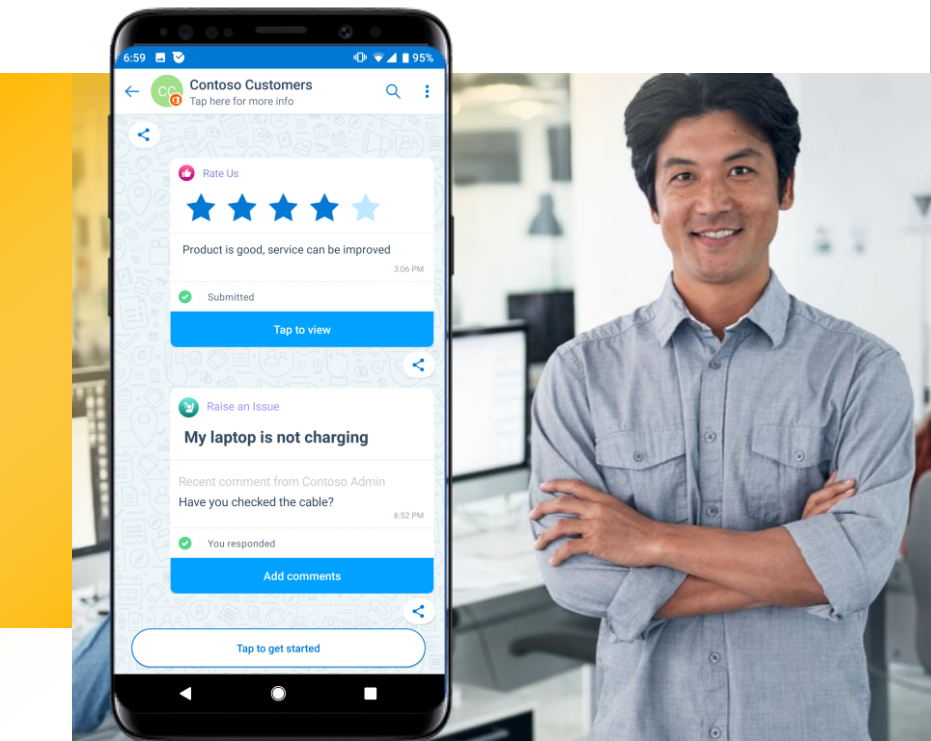 6:59
95%
CC
Contoso Customers
Tap here for more info
Rate Us
Product is good, service can be improved
3:06 PM
Submitted
Tap to view
Raise an Issue
My laptop is not charging
Recent comment from Contoso Admin
Have you checked the cable?
6:52 PM
You responded
Add comments
Tap to get started